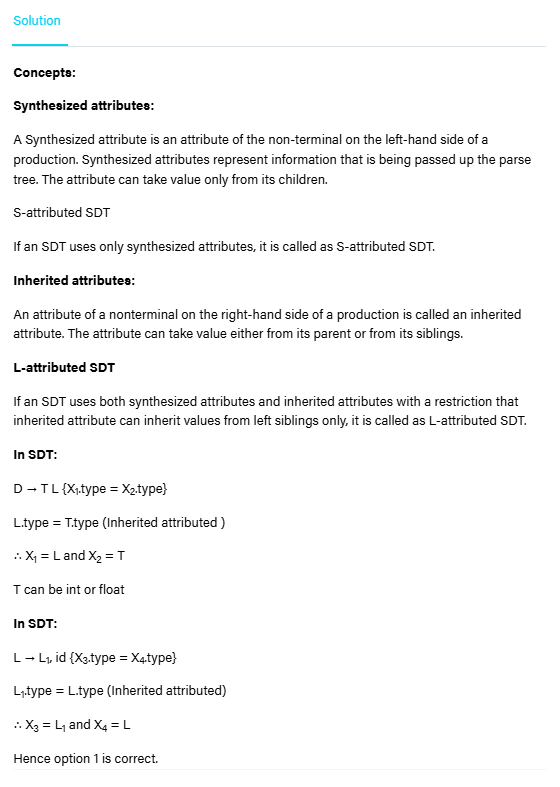 Solution
Concepts:
Synthesized attributes:
A Synthesized attribute is an attribute of the non-terminal on the left-hand side of a
production. Synthesized attributes represent information that is being passed up the parse
tree. The attribute can take value only from its children.
S-attributed SDT
If an SDT uses only synthesized attributes, it is called as S-attributed SDT.
Inherited attributes:
An attribute of a nonterminal on the right-hand side of a production is called an inherited
attribute. The attribute can take value either from its parent or from its siblings.
L-attributed SDT
If an SDT uses both synthesized attributes and inherited attributes with a restriction that
inherited attribute can inherit values from left siblings only, it is called as L-attributed SDT.
In SDT:
D → T L {X₁.type = X₂.type}
L.type = T.type (Inherited attributed )
∴ X₁ = L and X₂ = T
T can be int or float
In SDT:
L → L₁, id {X₃.type = X₄.type}
L₁.type = L.type (Inherited attributed)
∴ X₃ = L₁ and X₄ = L
Hence option 1 is correct.